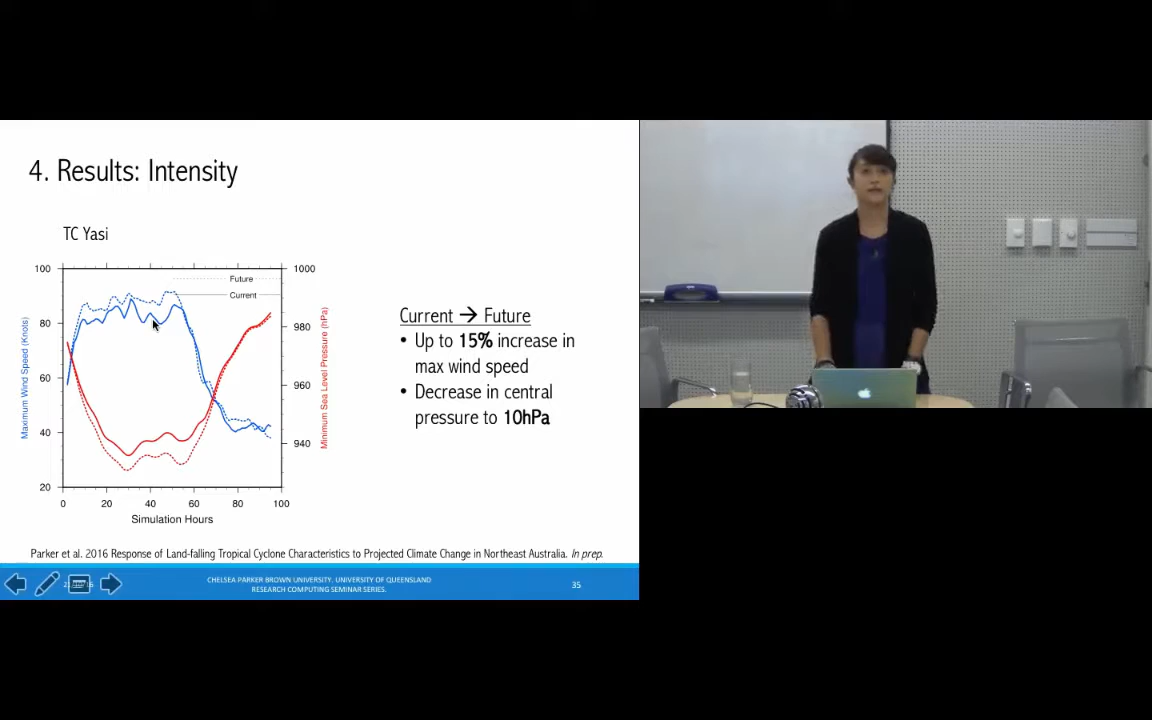 4. Results: Intensity
TC Yasi
100
80
60
40
20
Maximum Wind Speed (Knots)
1000
980
960
940
Minimum Sea Level Pressure (hPa)
Future
Current
0 20 40 60 80 100
Simulation Hours
Current → Future
• Up to 15% increase in
max wind speed
• Decrease in central
pressure to 10hPa
Parker et al. 2016 Response of Land-falling Tropical Cyclone Characteristics to Projected Climate Change in Northeast Australia. In prep.
CHELSEA PARKER BROWN UNIVERSITY. UNIVERSITY OF QUEENSLAND
RESEARCH COMPUTING SEMINAR SERIES.
35